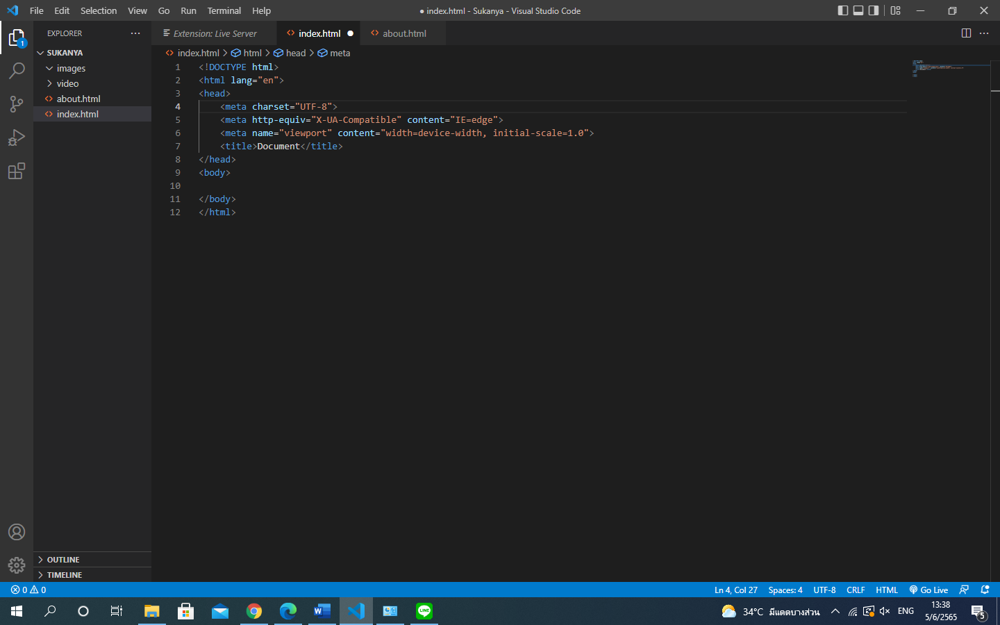 File Edit Selection View Go Run Terminal Help
● index.html - Sukanya - Visual Studio Code
EXPLORER
Extension: Live Server
index.html
about.html
SUKANYA
images
video
about.html
index.html
index.html > html > head > meta
1 <!DOCTYPE html>
2 <html lang="en">
3 <head>
4 <meta charset="UTF-8">
5 <meta http-equiv="X-UA-Compatible" content="IE=edge">
6 <meta name="viewport" content="width=device-width, initial-scale=1.0">
7 <title>Document</title>
8 </head>
9 <body>
10
11 </body>
12 </html>
1
OUTLINE
TIMELINE
0 0
Ln 4, Col 27 Spaces: 4 UTF-8 CRLF HTML Go Live
34°C มีแดดบางส่วน
ENG
13:38
5/6/2565
5
LINE